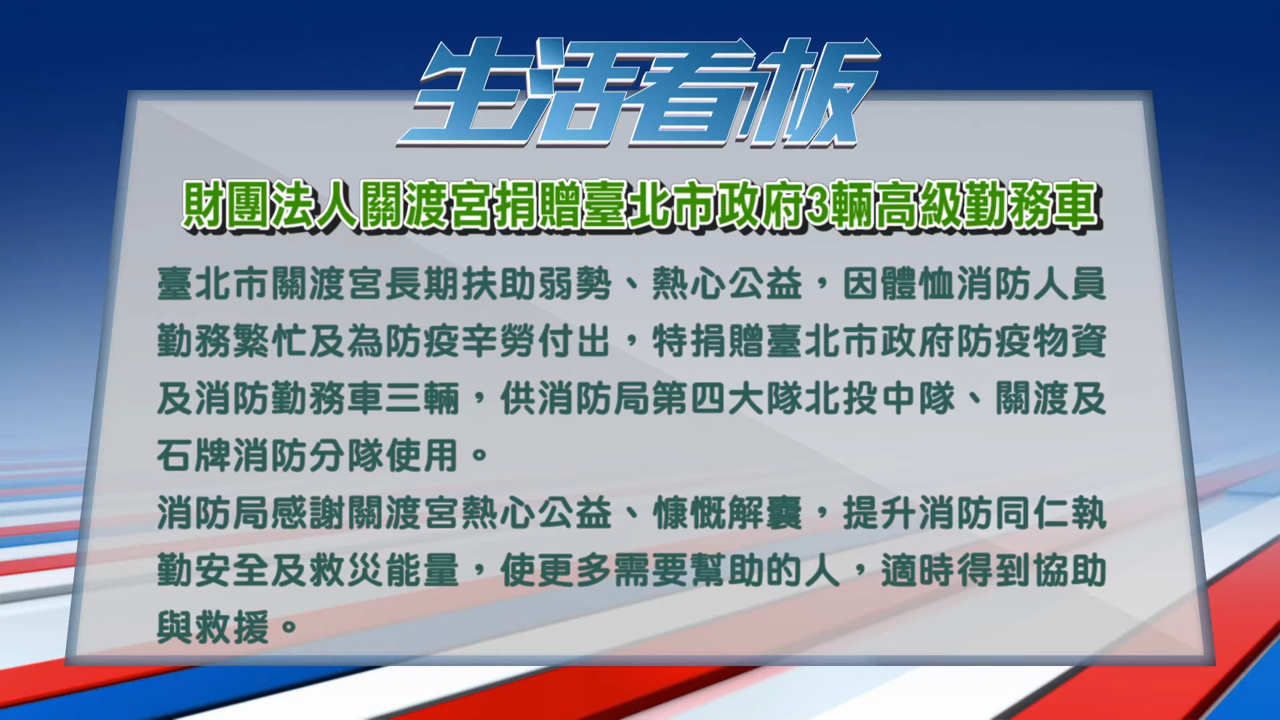 生活看板
財團法人關渡宮捐贈臺北市政府3輛高級勤務車
臺北市關渡宮長期扶助弱勢、熱心公益，因體恤消防人員
勤務繁忙及為防疫辛勞付出，特捐贈臺北市政府防疫物資
及消防勤務車三輛，供消防局第四大隊北投中隊、關渡及
石牌消防分隊使用。
消防局感謝關渡宮熱心公益、慷慨解囊，提升消防同仁執
勤安全及救災能量，使更多需要幫助的人，適時得到協助
與救援。